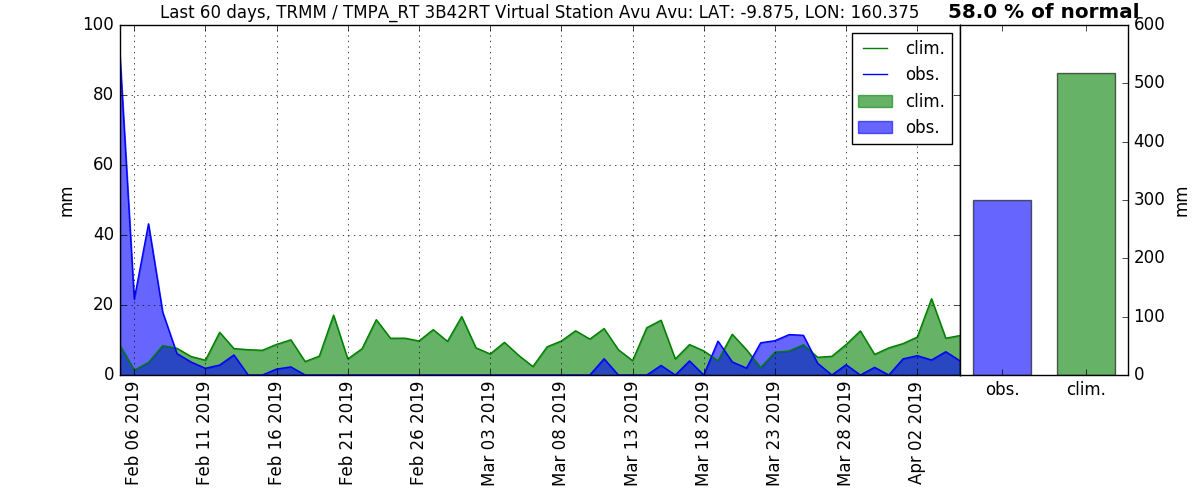 Last 60 days, TRMM / TMPA_RT 3B42RT Virtual Station Avu Avu: LAT: -9.875, LON: 160.375
58.0 % of normal
100
80
60
40
20
0
mm
clim.
obs.
clim.
obs.
Feb 06 2019
Feb 11 2019
Feb 16 2019
Feb 21 2019
Feb 26 2019
Mar 03 2019
Mar 08 2019
Mar 13 2019
Mar 18 2019
Mar 23 2019
Mar 28 2019
Apr 02 2019
600
500
400
300
200
100
0
mm
obs.
clim.